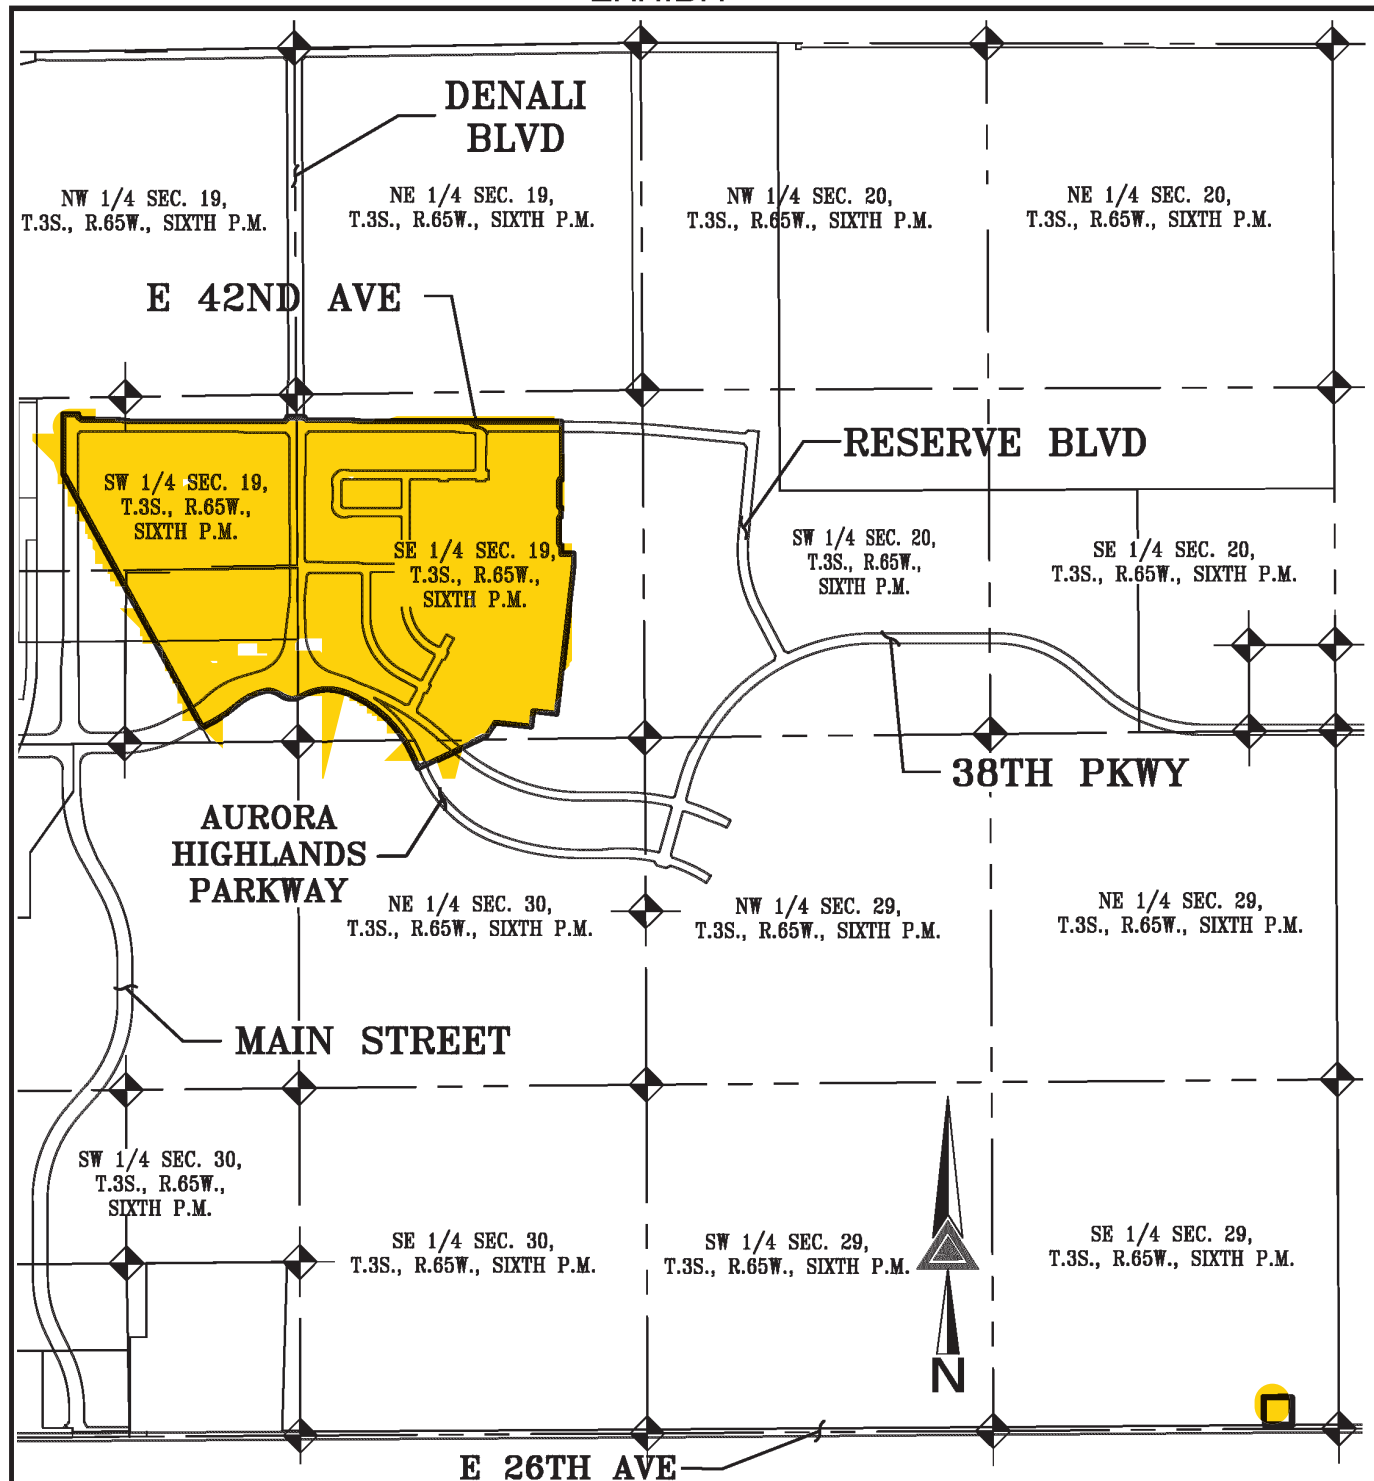 DENALI
BLVD
NW 1/4 SEC. 19,
T.3S., R.65W., SIXTH P.M.
NE 1/4 SEC. 19,
T.3S., R.65W., SIXTH P.M.
NW 1/4 SEC. 20,
T.3S., R.65W., SIXTH P.M.
NE 1/4 SEC. 20,
T.3S., R.65W., SIXTH P.M.
E 42ND AVE
RESERVE BLVD
SW 1/4 SEC. 19,
T.3S., R.65W.,
SIXTH P.M.
SE 1/4 SEC. 19,
T.3S., R.65W.,
SIXTH P.M.
SW 1/4 SEC. 20,
T.3S., R.65W.,
SIXTH P.M.
SE 1/4 SEC. 20,
T.3S., R.65W., SIXTH P.M.
38TH PKWY
AURORA
HIGHLANDS
PARKWAY
NE 1/4 SEC. 30,
T.3S., R.65W., SIXTH P.M.
NW 1/4 SEC. 29,
T.3S., R.65W., SIXTH P.M.
NE 1/4 SEC. 29,
T.3S., R.65W., SIXTH P.M.
MAIN STREET
SW 1/4 SEC. 30,
T.3S., R.65W.,
SIXTH P.M.
SE 1/4 SEC. 30,
T.3S., R.65W., SIXTH P.M.
SW 1/4 SEC. 29,
T.3S., R.65W., SIXTH P.M.
SE 1/4 SEC. 29,
T.3S., R.65W., SIXTH P.M.
N
E 26TH AVE